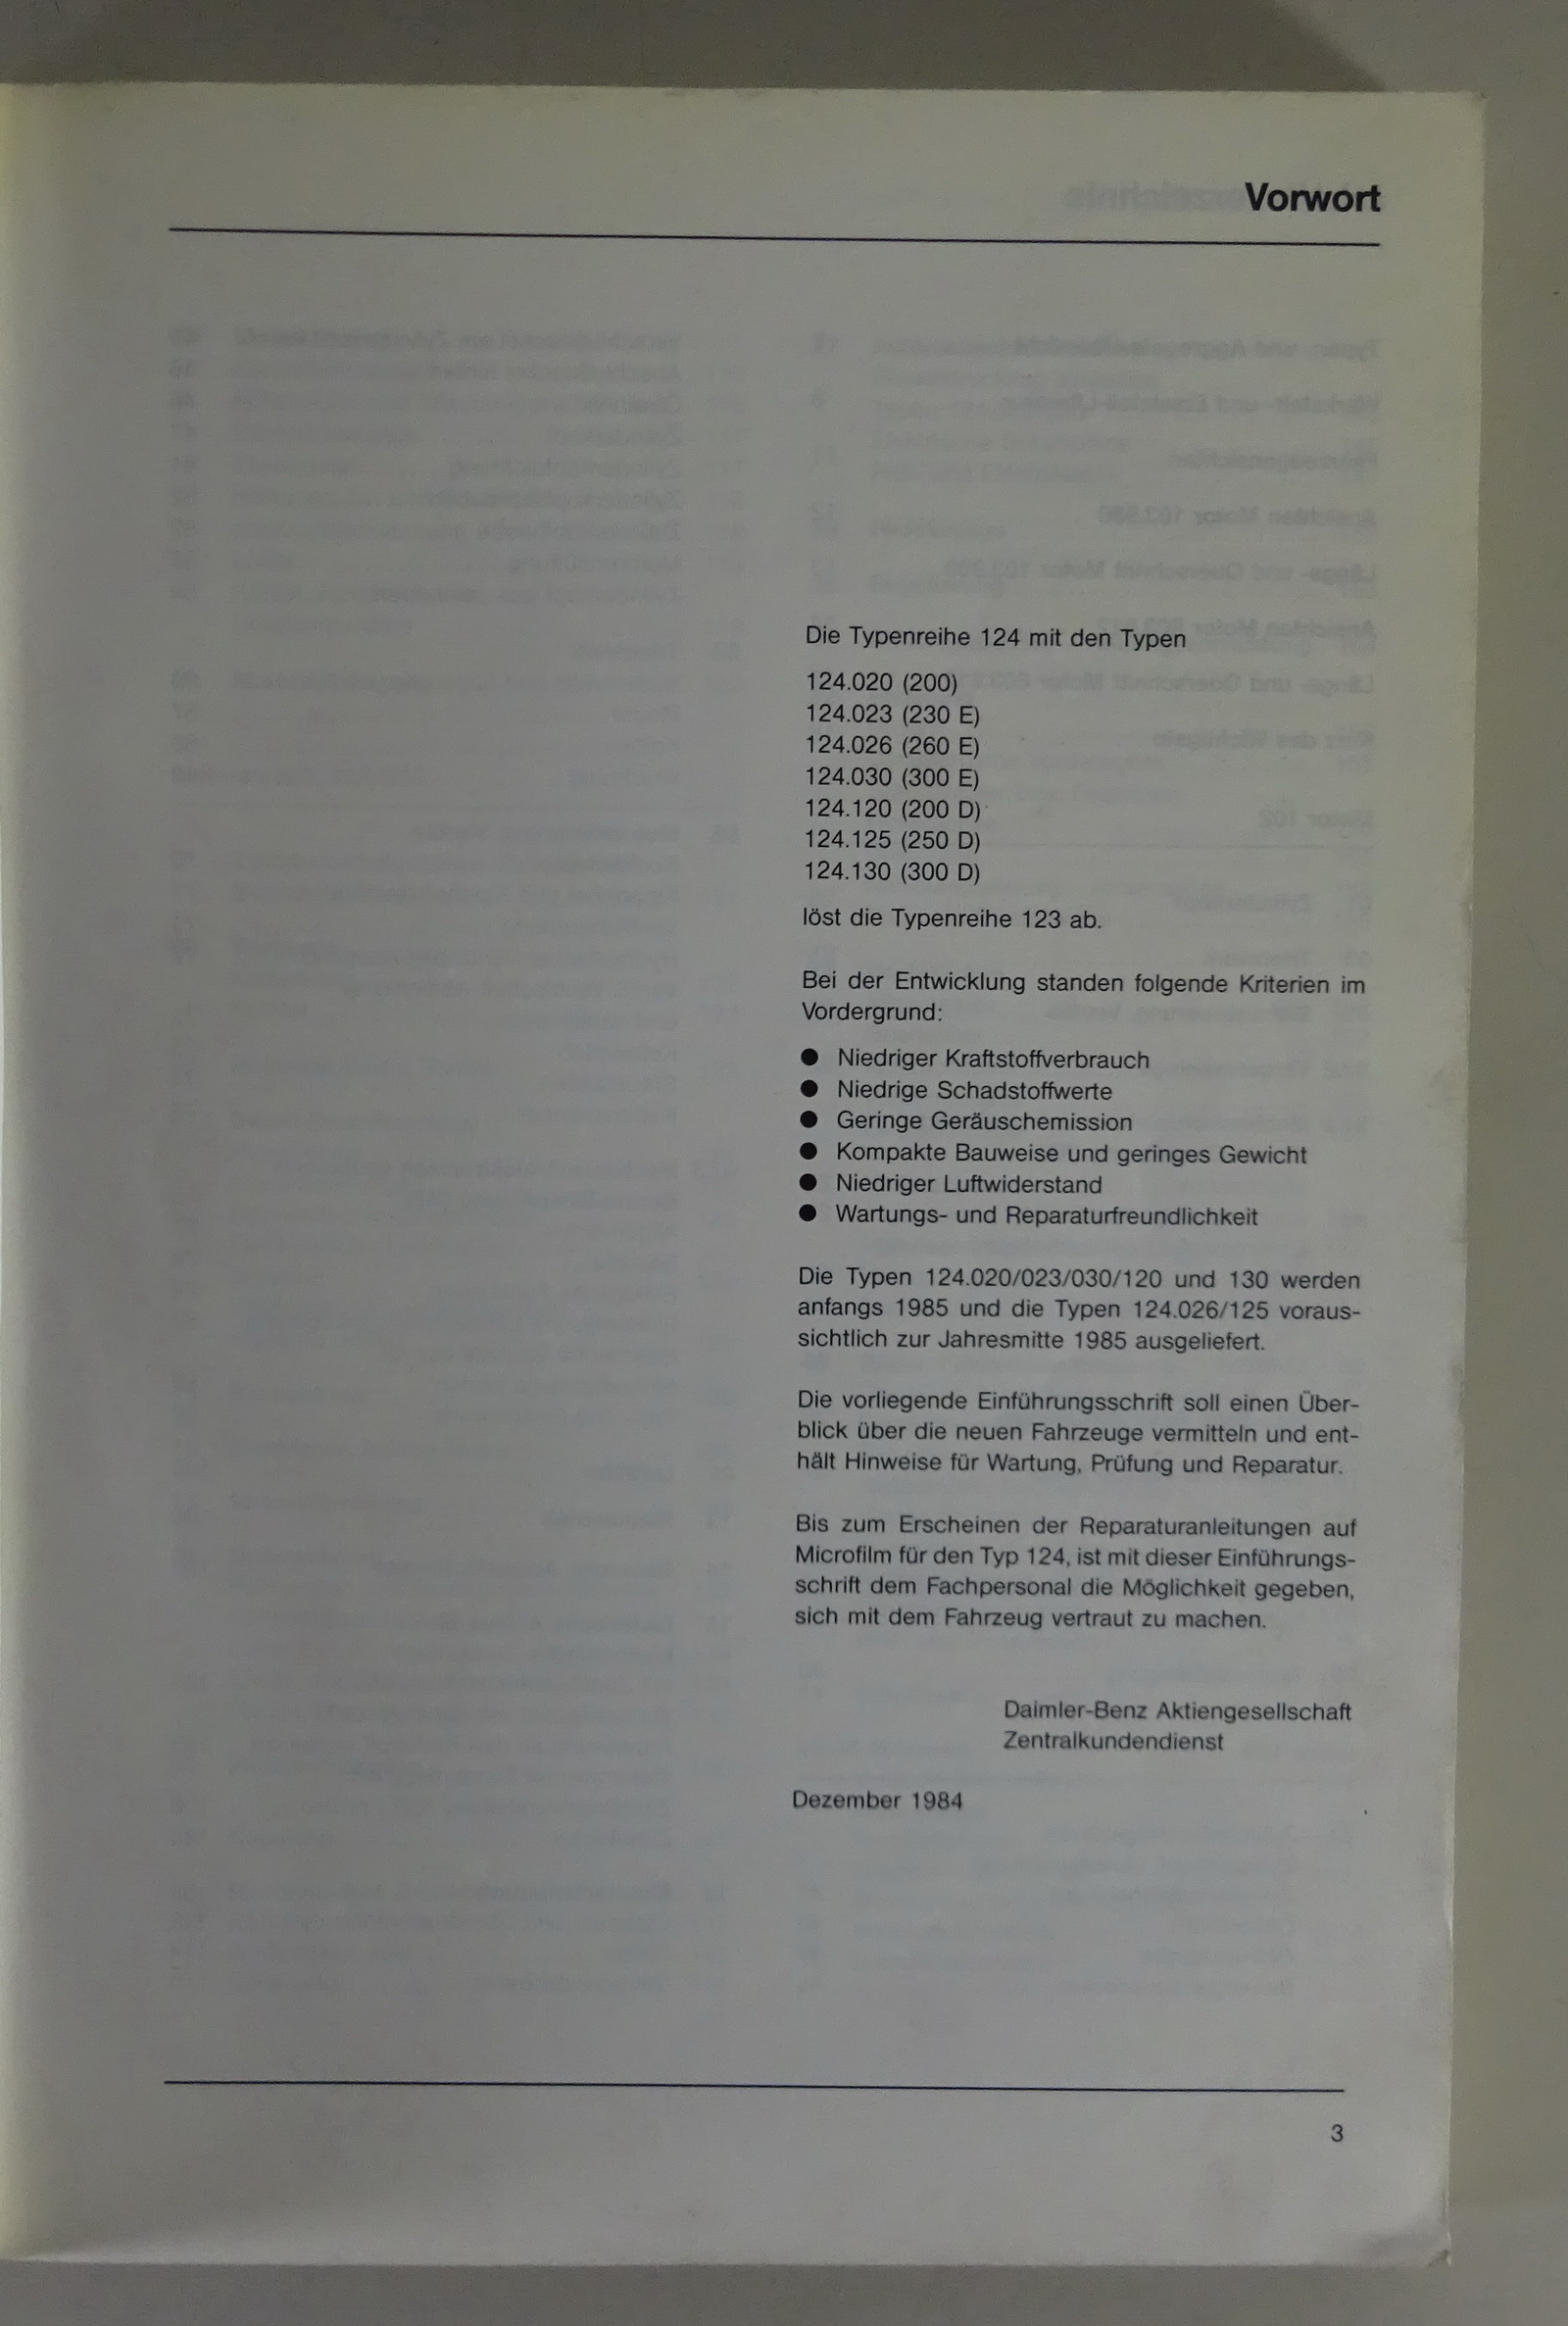 Vorwort
Die Typenreihe 124 mit den Typen
124.020 (200)
124.023 (230 E)
124.026 (260 E)
124.030 (300 E)
124.120 (200 D)
124.125 (250 D)
124.130 (300 D)
löst die Typenreihe 123 ab.
Bei der Entwicklung standen folgende Kriterien im
Vordergrund:
● Niedriger Kraftstoffverbrauch
● Niedrige Schadstoffwerte
● Geringe Geräuschemission
● Kompakte Bauweise und geringes Gewicht
● Niedriger Luftwiderstand
● Wartungs- und Reparaturfreundlichkeit
Die Typen 124.020/023/030/120 und 130 werden
anfangs 1985 und die Typen 124.026/125 voraus-
sichtlich zur Jahresmitte 1985 ausgeliefert.
Die vorliegende Einführungsschrift soll einen Über-
blick über die neuen Fahrzeuge vermitteln und ent-
hält Hinweise für Wartung, Prüfung und Reparatur.
Bis zum Erscheinen der Reparaturanleitungen auf
Microfilm für den Typ 124, ist mit dieser Einführungs-
schrift dem Fachpersonal die Möglichkeit gegeben,
sich mit dem Fahrzeug vertraut zu machen.
Daimler-Benz Aktiengesellschaft
Zentralkundendienst
Dezember 1984
3